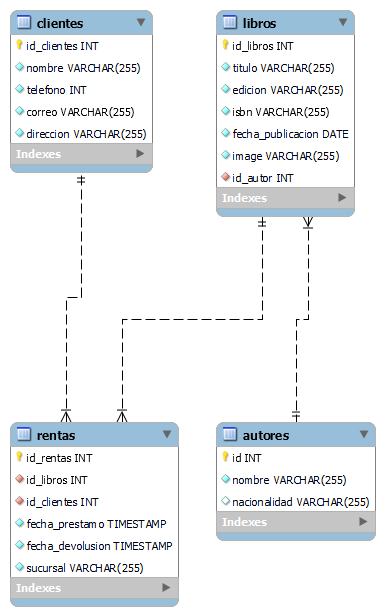 clientes
id_clientes INT
nombre VARCHAR(255)
telefono INT
correo VARCHAR(255)
direccion VARCHAR(255)
Indexes
libros
id_libros INT
titulo VARCHAR(255)
edicion VARCHAR(255)
isbn VARCHAR(255)
fecha_publicacion DATE
image VARCHAR(255)
id_autor INT
Indexes
rentas
id_rentas INT
id_libros INT
id_clientes INT
fecha_prestamo TIMESTAMP
fecha_devolusion TIMESTAMP
sucursal VARCHAR(255)
Indexes
autores
id INT
nombre VARCHAR(255)
nacionalidad VARCHAR(255)
Indexes